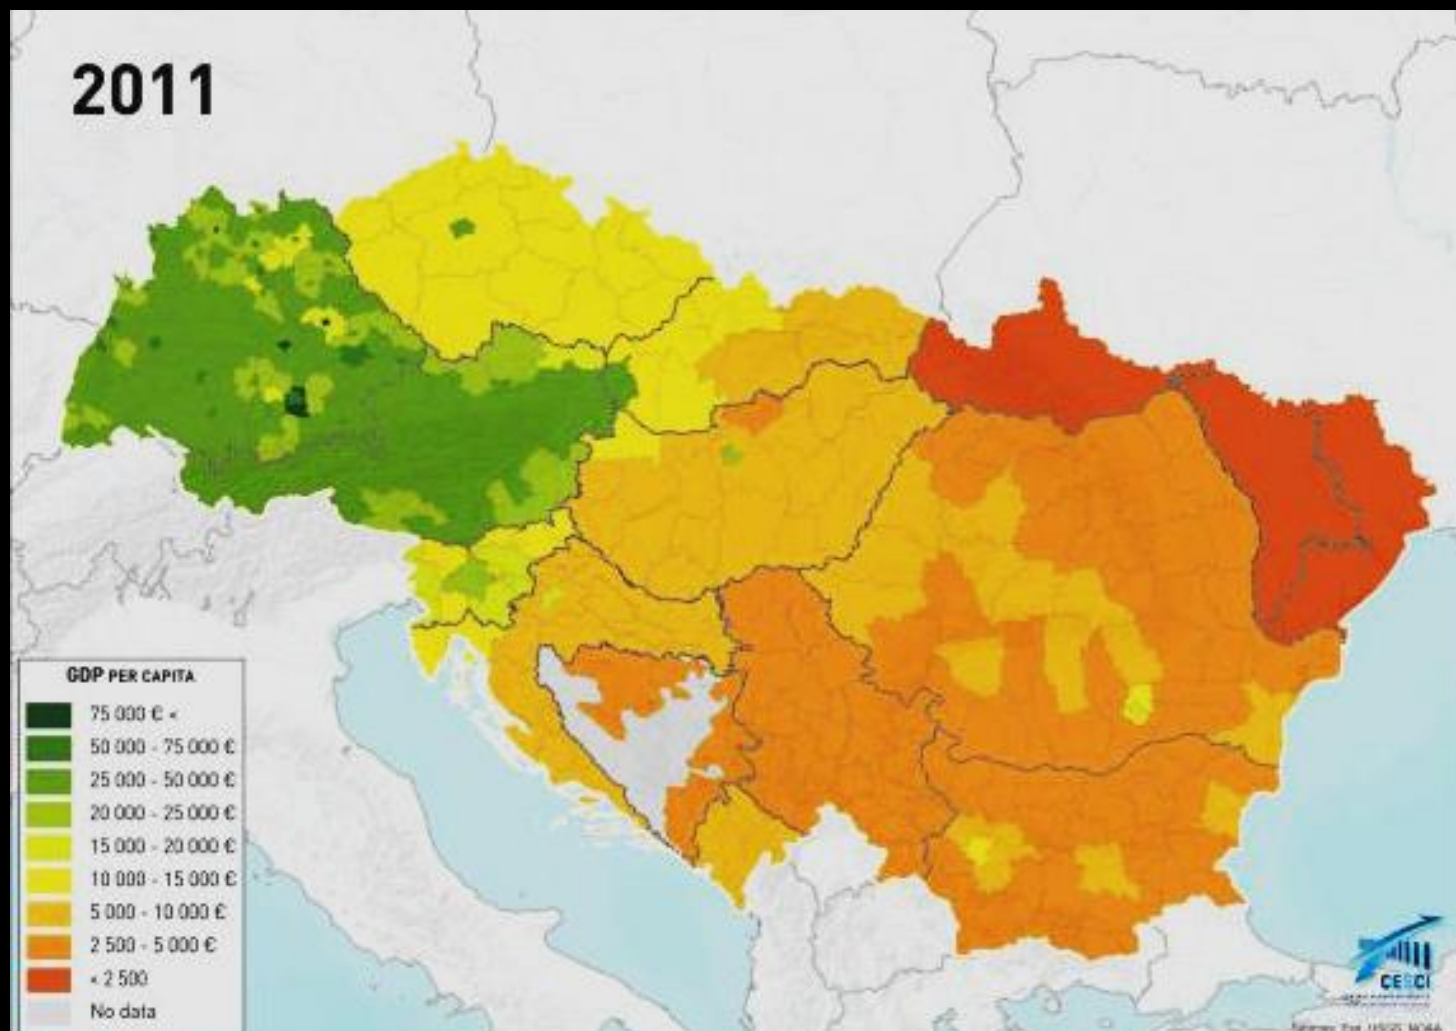 2011
GDP PER CAPITA
75 000 € <
50 000 - 75 000 €
25 000 - 50 000 €
20 000 - 25 000 €
15 000 - 20 000 €
10 000 - 15 000 €
5 000 - 10 000 €
2 500 - 5 000 €
< 2 500
No data
CESCI